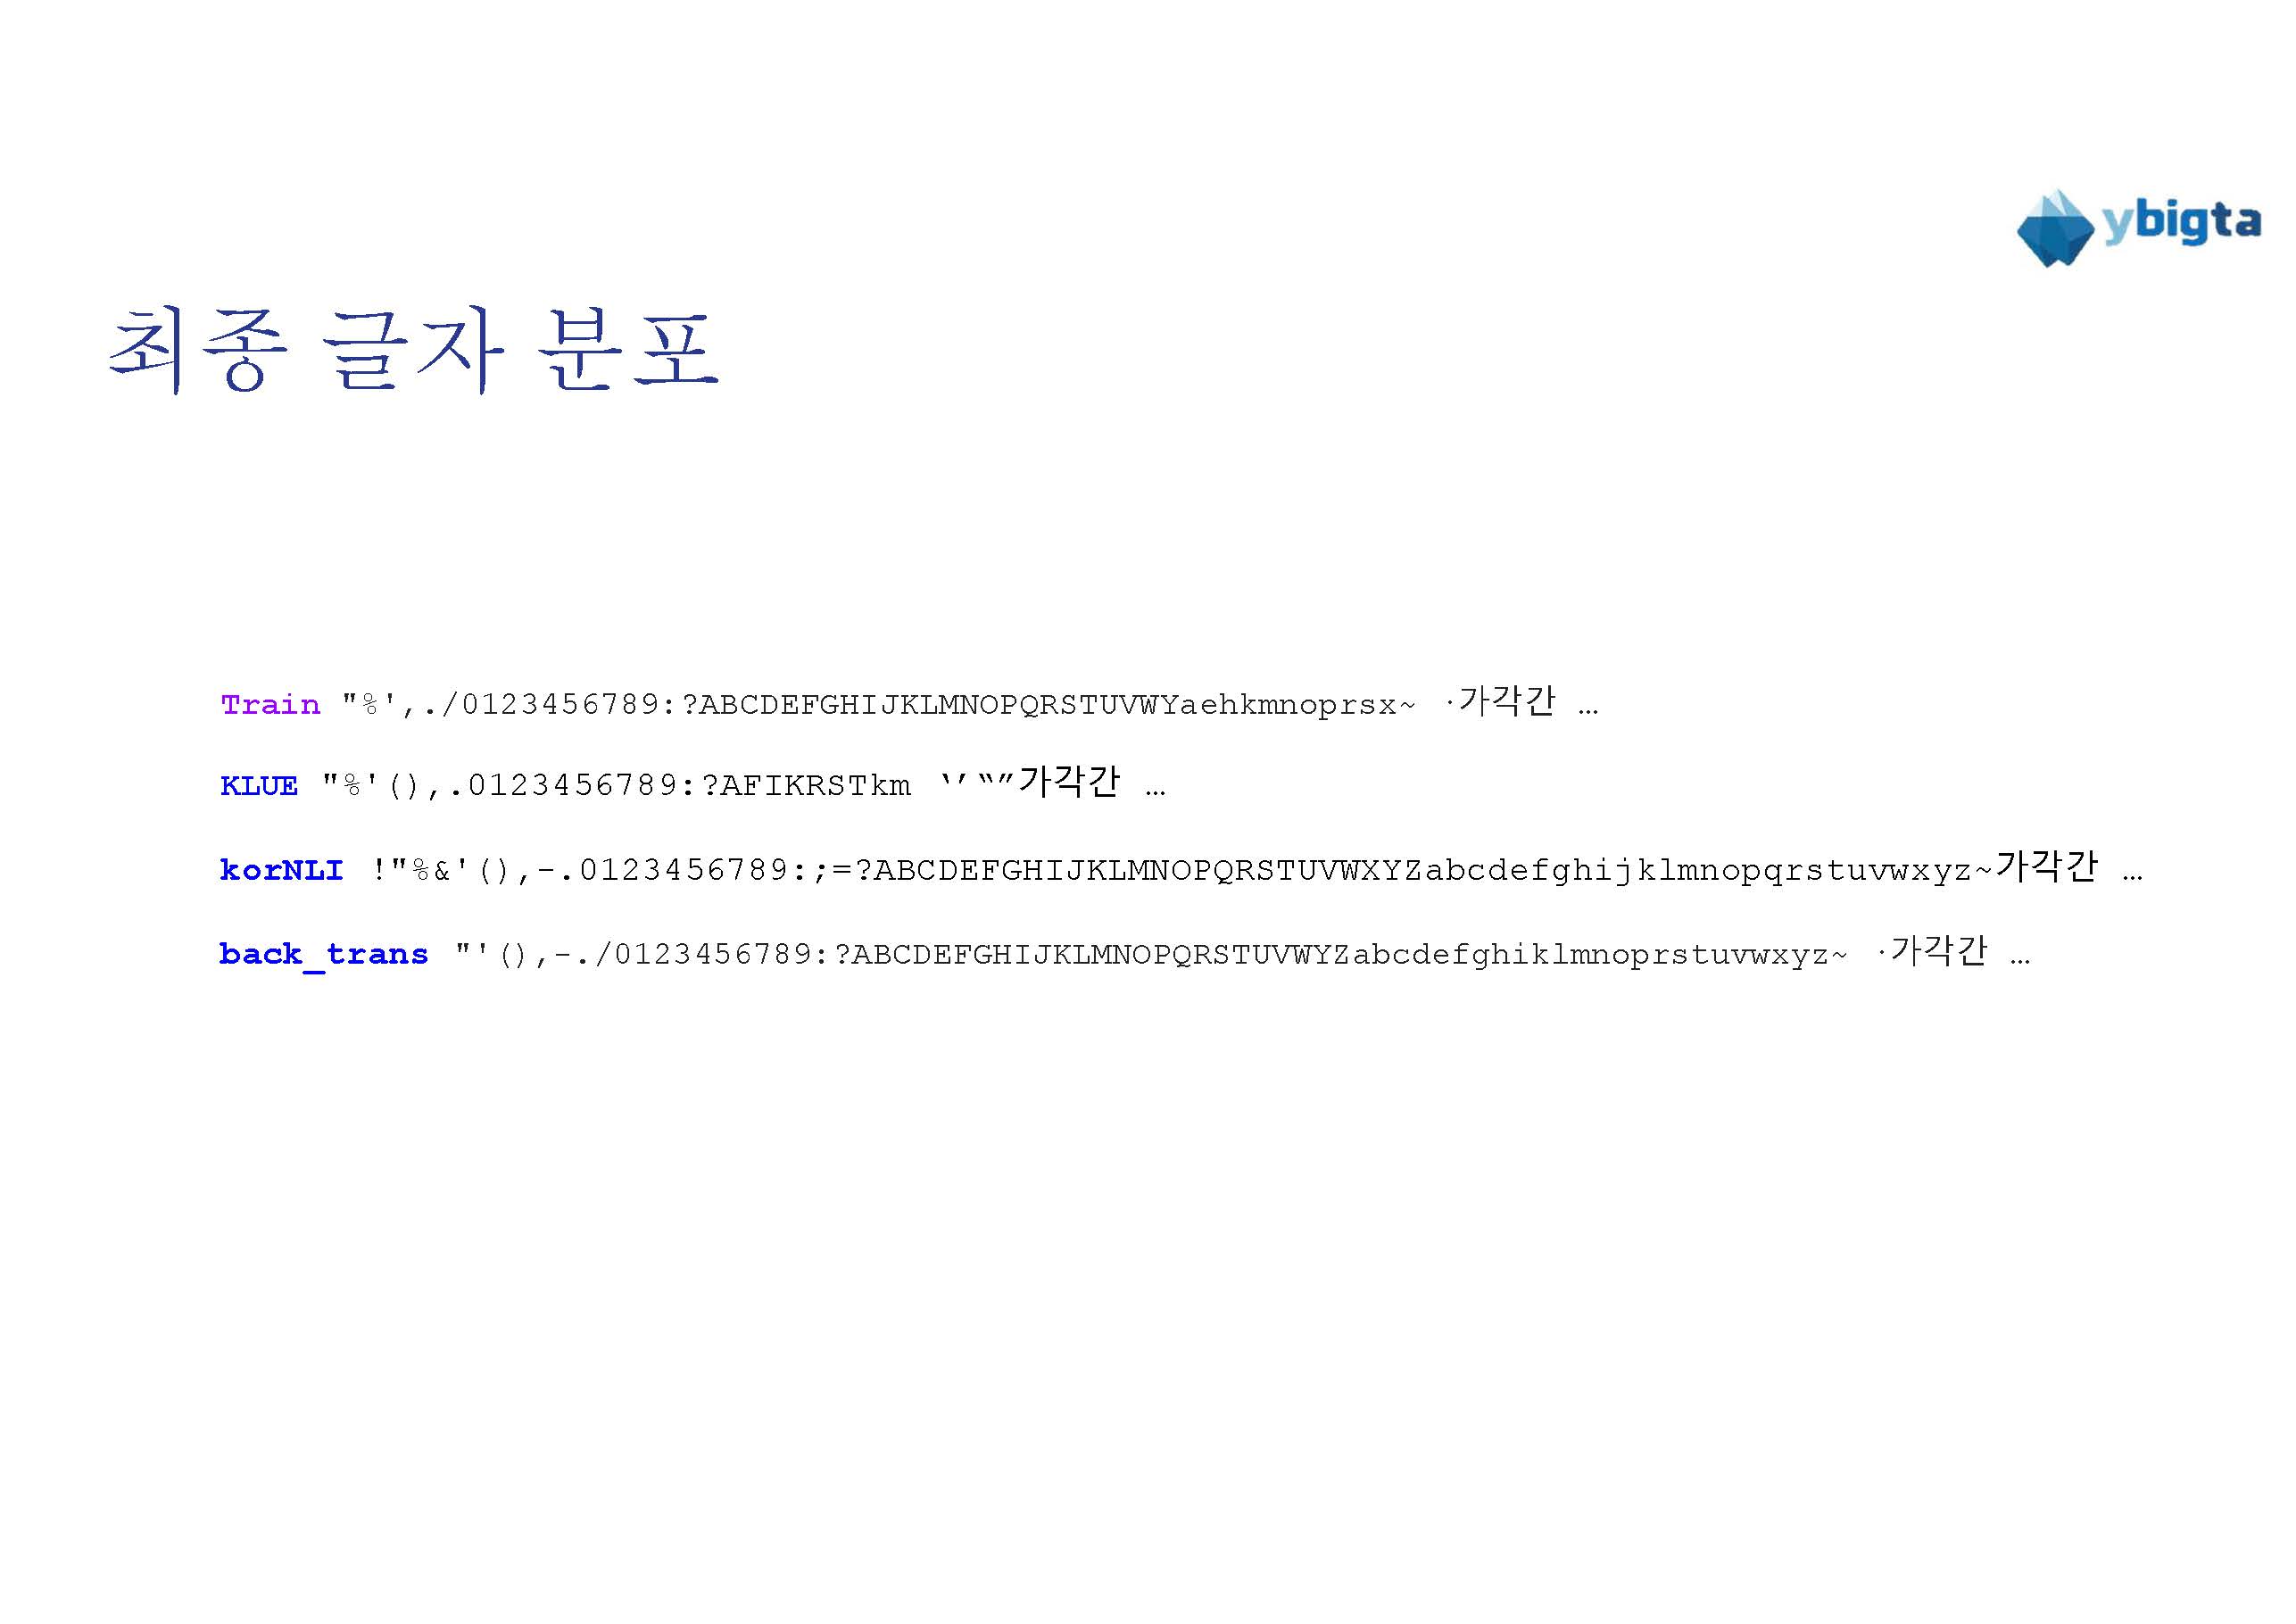 ybigta
최종 글자 분포
Train "%',./0123456789:?ABCDEFGHIJKLMNOPQRSTUVWYaehkmnoprsx~ ·가각간 …
KLUE "%'(),.0123456789:?AFIKRSTkm ‘’“”가각간 …
korNLI !"%&'(),-.0123456789:;=?ABCDEFGHIJKLMNOPQRSTUVWXYZabcdefghijklmnopqrstuvwxyz~가각간 …
back_trans "'(),-./0123456789:?ABCDEFGHIJKLMNOPQRSTUVWYZabcdefghiklmnoprstuvwxyz~ ·가각간 …